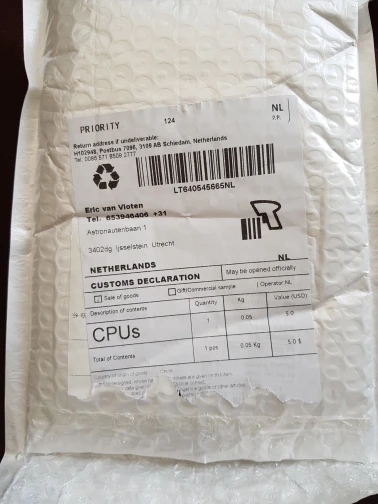 PRIORITY
124
NL
P.P.
Return address if undeliverable:
H102948, Postbus 7096, 3109 AB Schiedam, Netherlands
LT640545665NL
Eric van Vloten
Tel: 653946406 +31
Astronautenbaan 1
3402dg Ijsselstein Utrecht
NETHERLANDS
NL
CUSTOMS DECLARATION
May be opened officially
Sale of goods
Gift/Commercial sample
Operator:NL
Description of contents
Quantity
Kg
Value (USD)
CPUs
1
0.05
5.0
Total of Contents
1 pcs
0.05 Kg
5.0 $